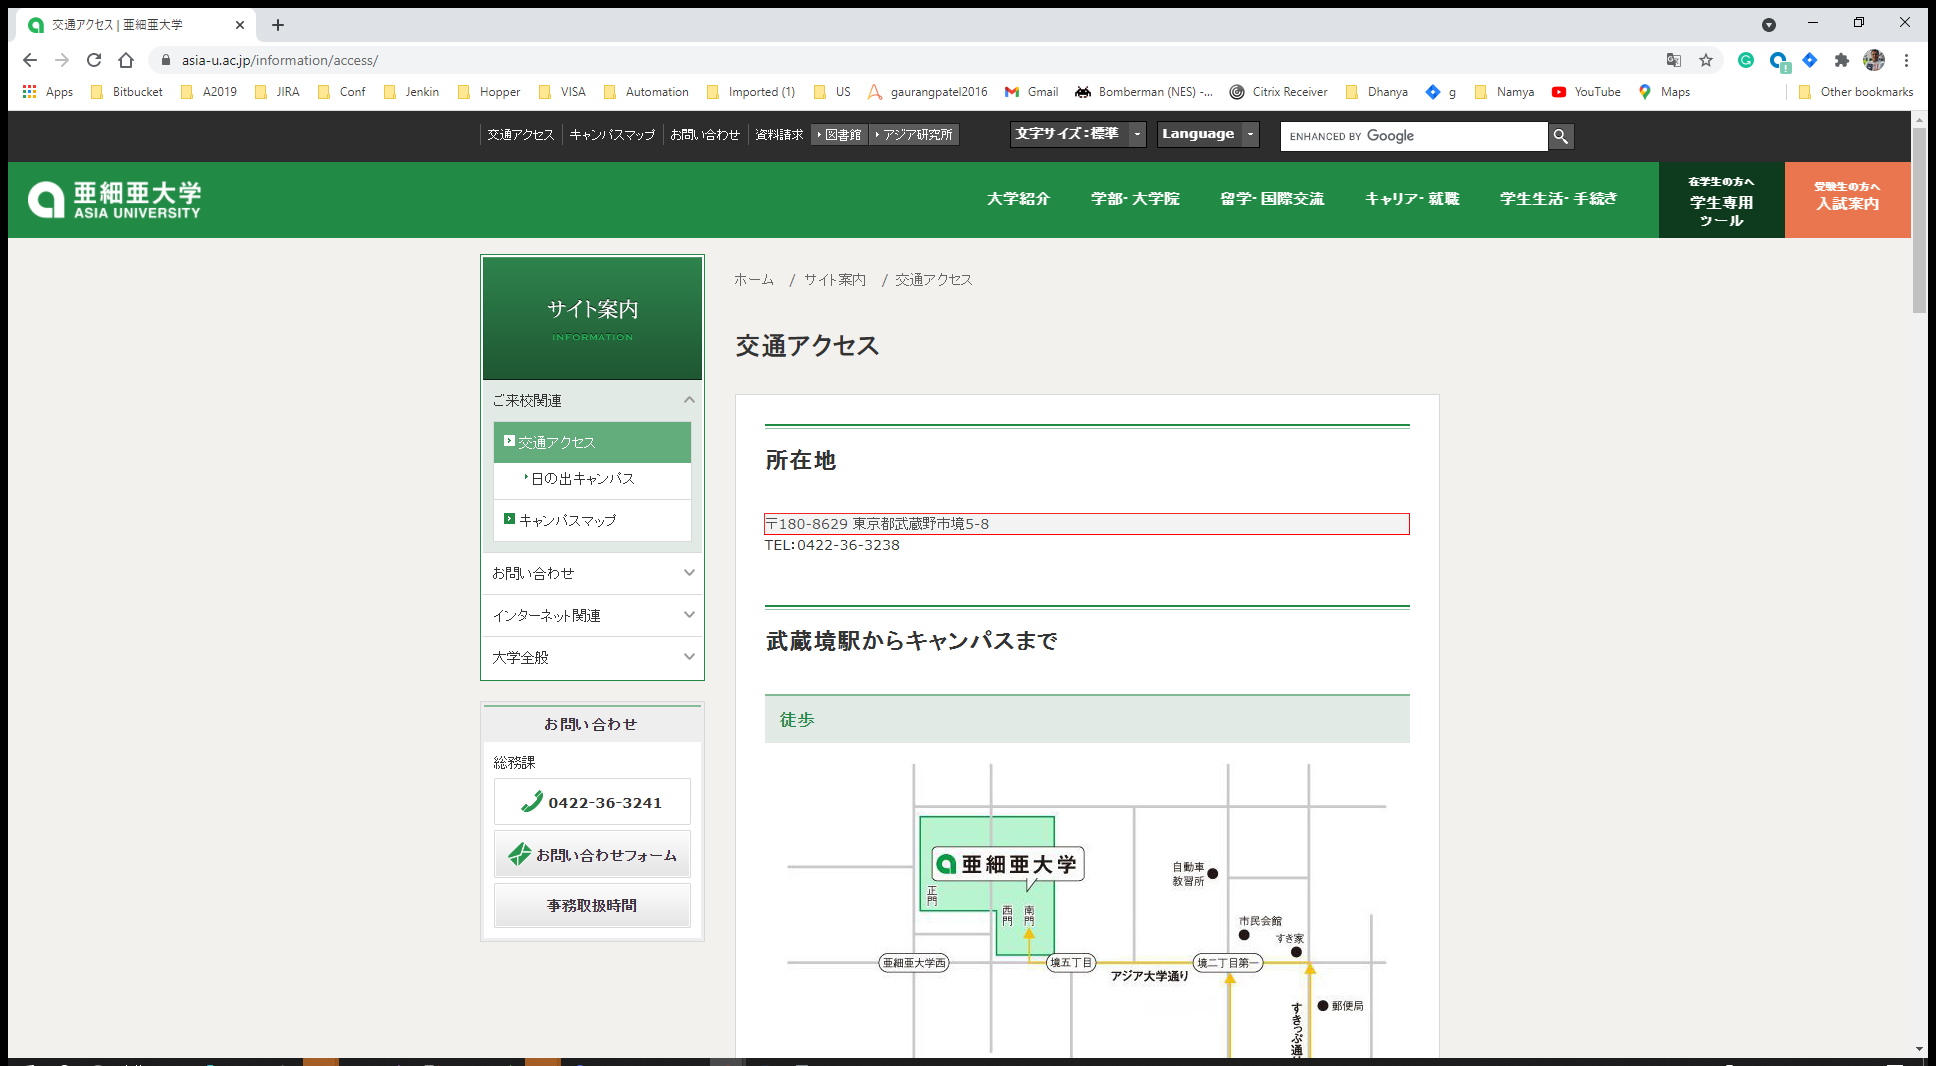 交通アクセス | 亜細亜大学
asia-u.ac.jp/information/access/
Apps Bitbucket A2019 JIRA Conf Jenkin Hopper VISA Automation Imported (1) US gaurangpatel2016 Gmail Bomberman (NES) -... Citrix Receiver Dhanya g Namya YouTube Maps Other bookmarks
交通アクセス キャンパスマップ お問い合わせ 資料請求 図書館 アジア研究所 文字サイズ：標準 Language ENHANCED BY Google
亜細亜大学
ASIA UNIVERSITY
大学紹介 学部・大学院 留学・国際交流 キャリア・就職 学生生活・手続き
在学生の方へ
学生専用
ツール
受験生の方へ
入試案内
サイト案内
INFORMATION
ご来校関連
交通アクセス
日の出キャンパス
キャンパスマップ
お問い合わせ
インターネット関連
大学全般
お問い合わせ
総務課
0422-36-3241
お問い合わせフォーム
事務取扱時間
ホーム / サイト案内 / 交通アクセス
交通アクセス
所在地
〒180-8629 東京都武蔵野市境5-8
TEL：0422-36-3238
武蔵境駅からキャンパスまで
徒歩
亜細亜大学
正門
西門
南門
自動車
教習所
市民会館
すき家
亜細亜大学西
境五丁目
境二丁目第一
アジア大学通り
郵便局
すきっぷ通